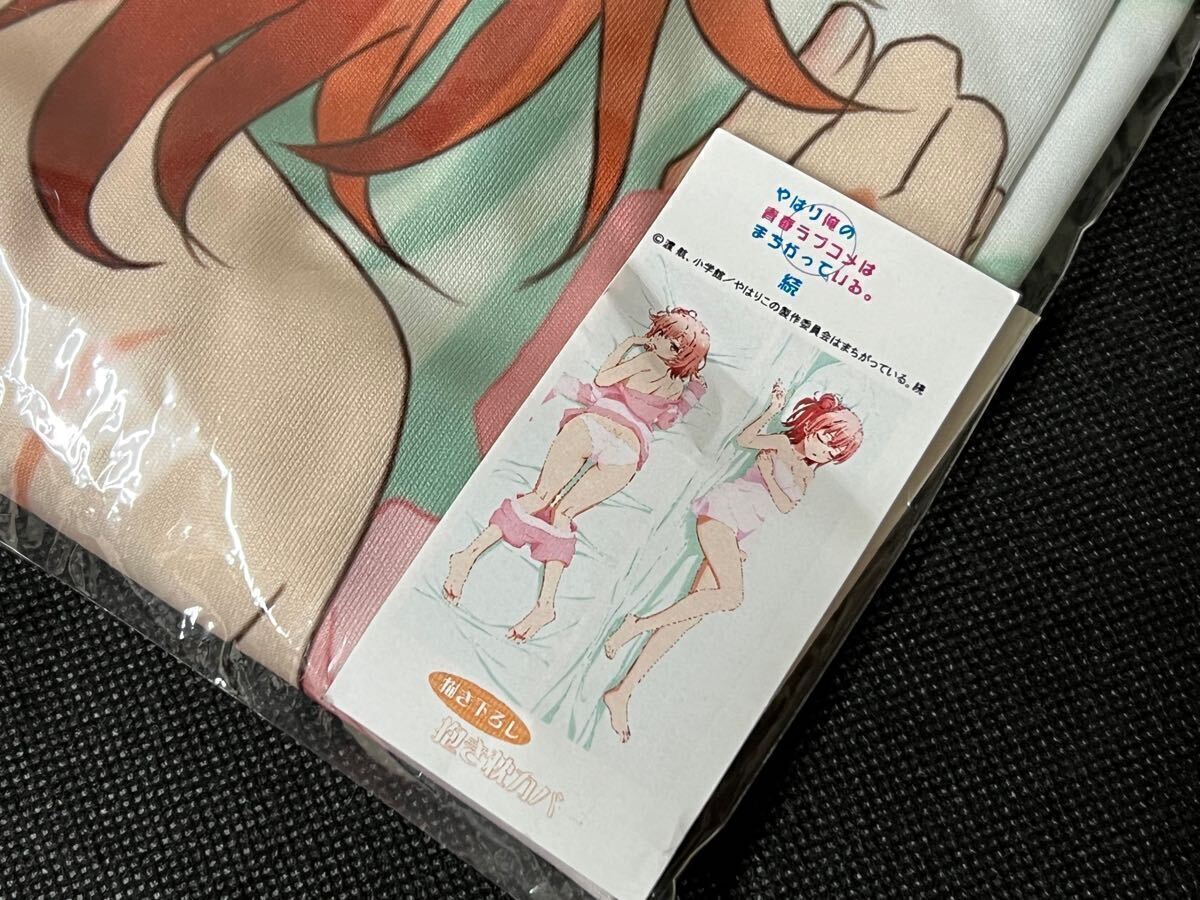 やはり俺の
青春ラブコメは
まちがっている。
続
©渡 航、小学館／やはりこの製作委員会はまちがっている。続
描き下ろし
抱き枕カバー